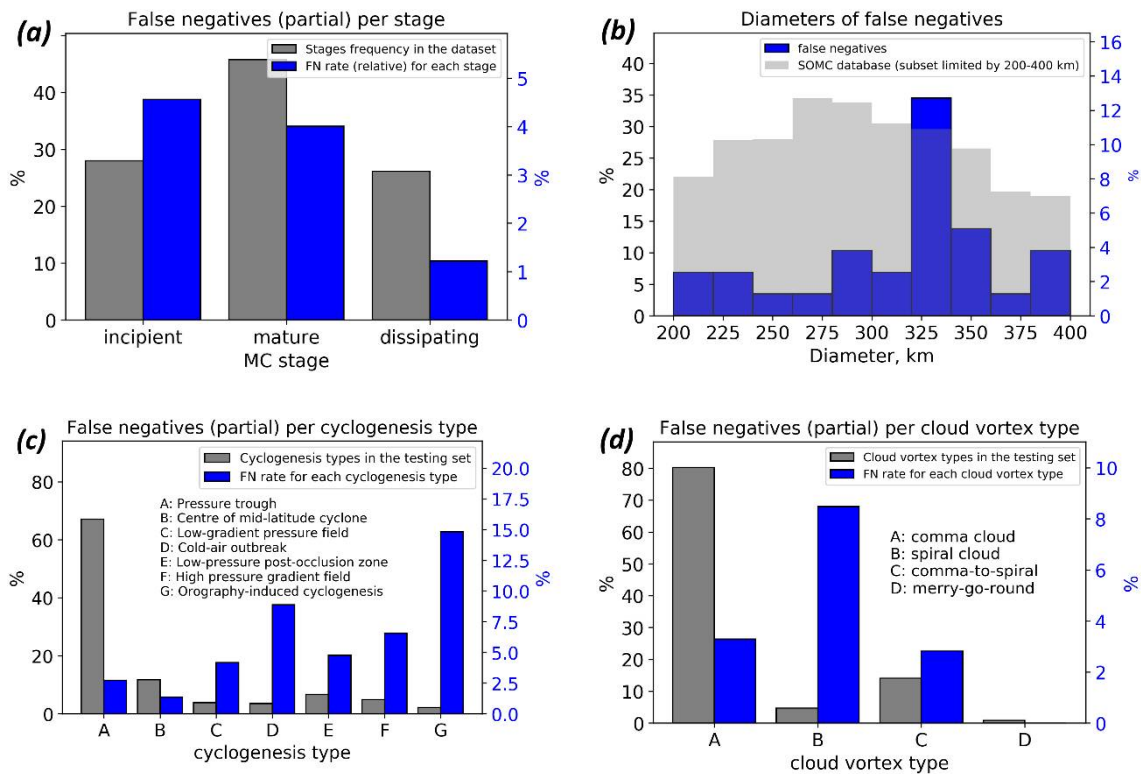 (a)
False negatives (partial) per stage
Stages frequency in the dataset
FN rate (relative) for each stage
40
30
20
10
0
%
5
4
3
2
1
0
%
incipient
mature
dissipating
MC stage
(b)
Diameters of false negatives
false negatives
SOMC database (subset limited by 200-400 km)
40
35
30
25
20
15
10
5
0
%
16
14
12
10
8
6
4
2
0
%
200 225 250 275 300 325 350 375 400
Diameter, km
(c)
False negatives (partial) per cyclogenesis type
Cyclogenesis types in the testing set
FN rate for each cyclogenesis type
A: Pressure trough
B: Centre of mid-latitude cyclone
C: Low-gradient pressure field
D: Cold-air outbreak
E: Low-pressure post-occlusion zone
F: High pressure gradient field
G: Orography-induced cyclogenesis
80
60
40
20
0
%
20.0
17.5
15.0
12.5
10.0
7.5
5.0
2.5
0.0
%
A B C D E F G
cyclogenesis type
(d)
False negatives (partial) per cloud vortex type
Cloud vortex types in the testing set
FN rate for each cloud vortex type
A: comma cloud
B: spiral cloud
C: comma-to-spiral
D: merry-go-round
80
70
60
50
40
30
20
10
0
%
10
8
6
4
2
0
%
A B C D
cloud vortex type